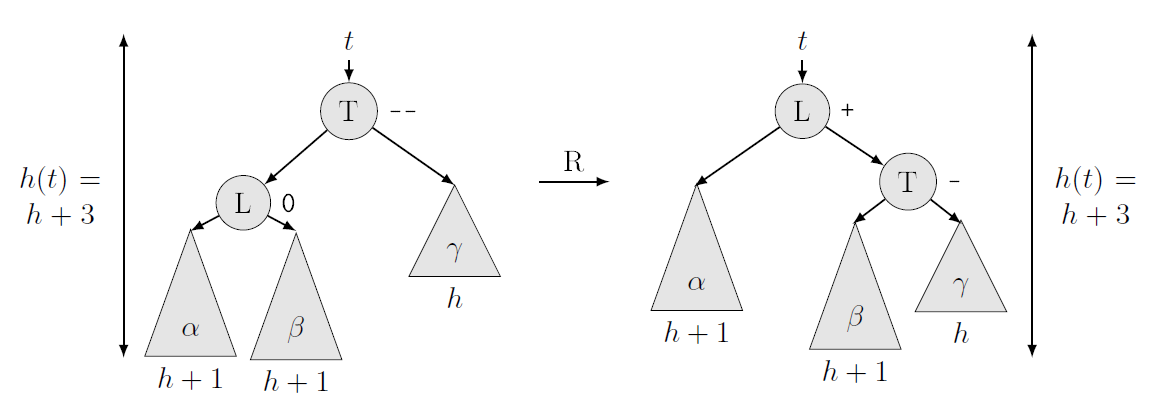 t
T --
h(t) =
h + 3
L 0
γ
h
α
β
h + 1
h + 1
R
t
L +
T -
h(t) =
h + 3
α
h + 1
β
h + 1
γ
h